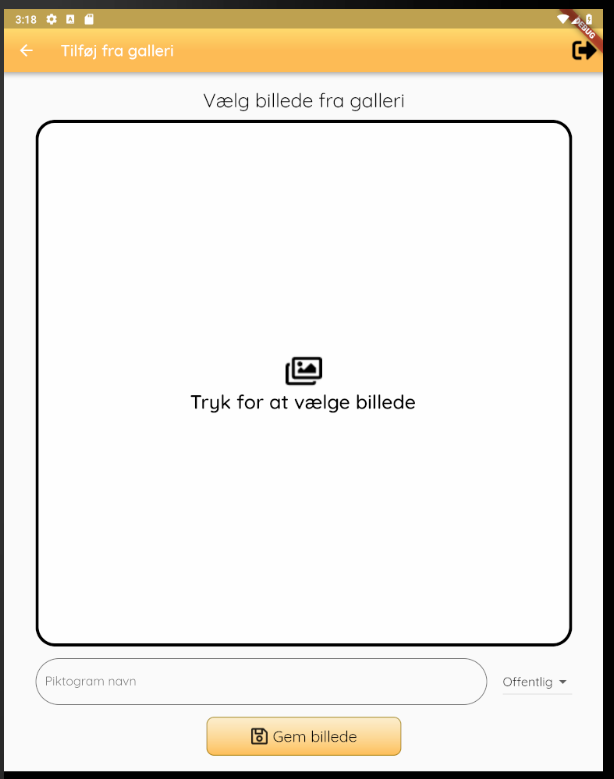 3:18
DEBUG
Tilføj fra galleri
Vælg billede fra galleri
Tryk for at vælge billede
Piktogram navn
Offentlig
Gem billede